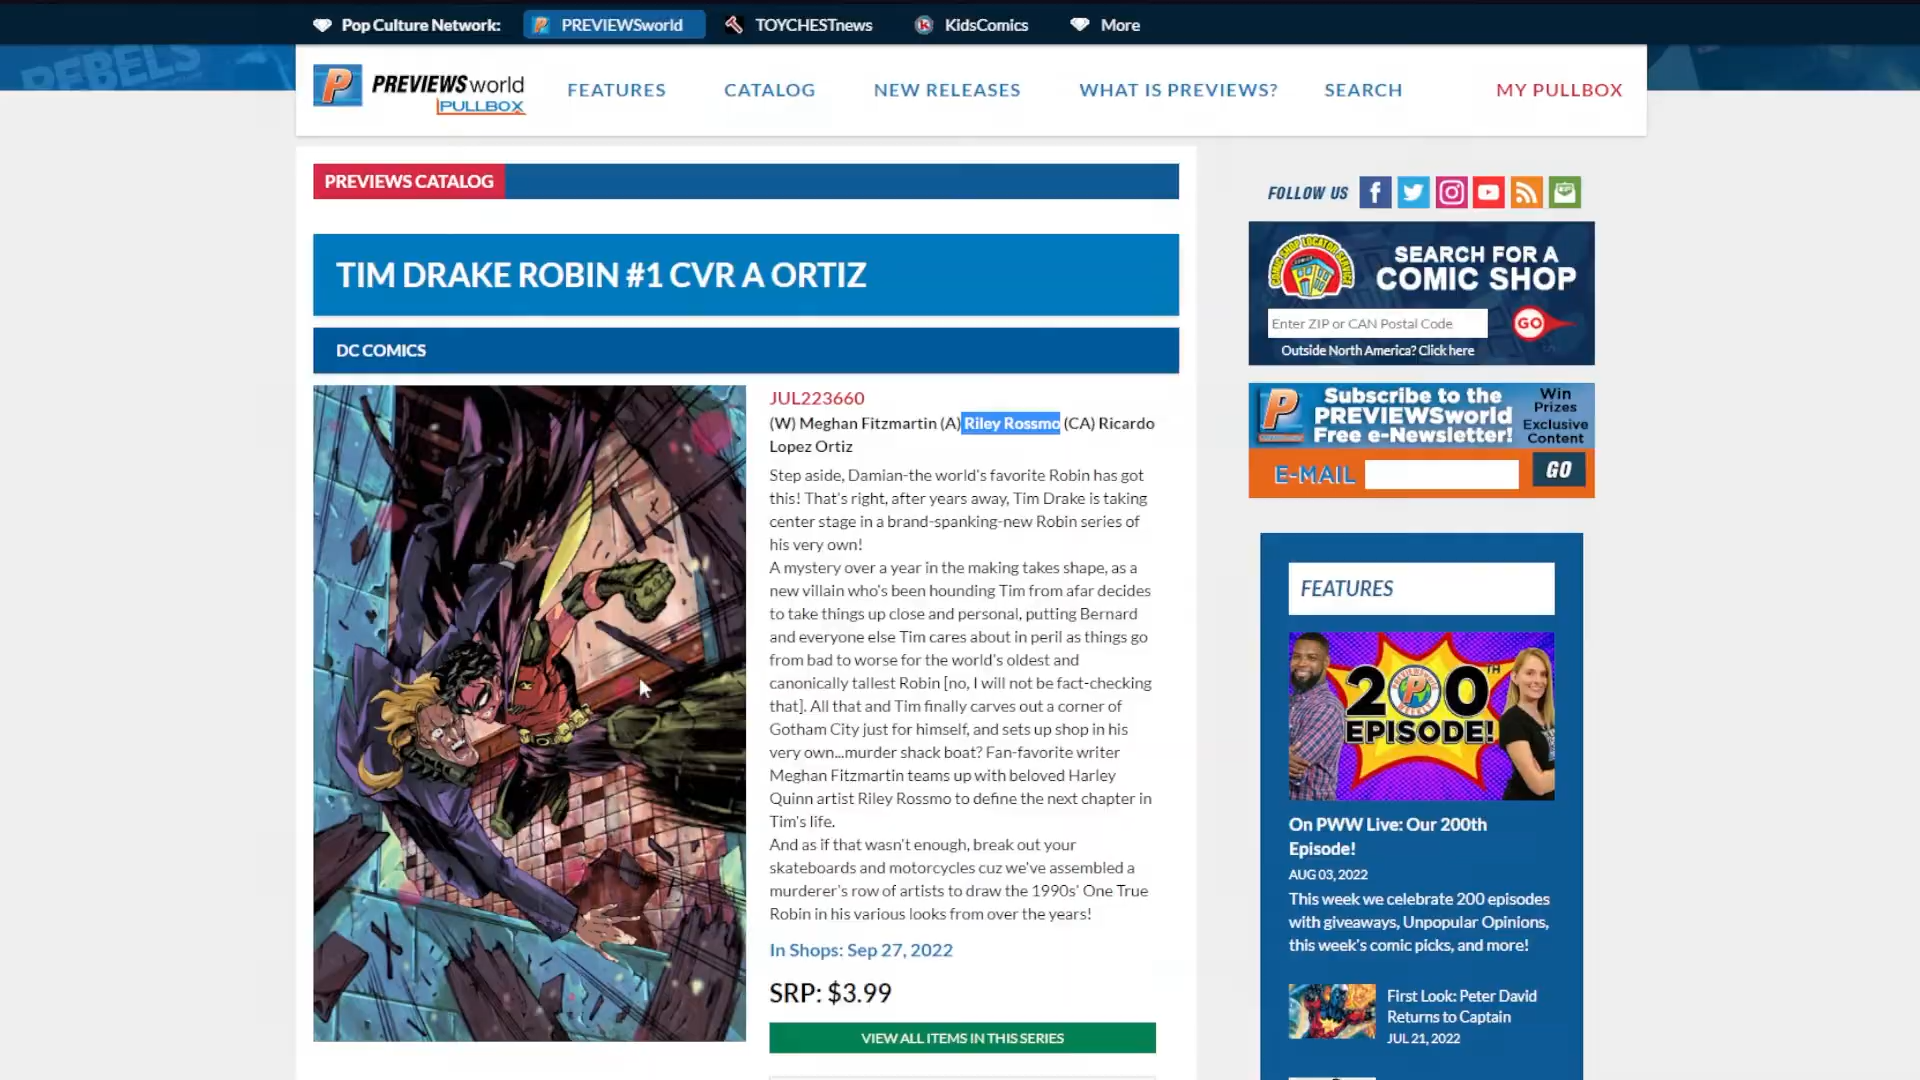 Pop Culture Network:
PREVIEWSworld
TOYCHESTnews
KidsComics
More
REBELS
PREVIEWSworld
PULLBOX
FEATURES
CATALOG
NEW RELEASES
WHAT IS PREVIEWS?
SEARCH
MY PULLBOX
PREVIEWS CATALOG
TIM DRAKE ROBIN #1 CVR A ORTIZ
DC COMICS
JUL223660
(W) Meghan Fitzmartin (A) Riley Rossmo (CA) Ricardo
Lopez Ortiz
Step aside, Damian-the world's favorite Robin has got
this! That's right, after years away, Tim Drake is taking
center stage in a brand-spanking-new Robin series of
his very own!
A mystery over a year in the making takes shape, as a
new villain who's been hounding Tim from afar decides
to take things up close and personal, putting Bernard
and everyone else Tim cares about in peril as things go
from bad to worse for the world's oldest and
canonically tallest Robin [no, I will not be fact-checking
that]. All that and Tim finally carves out a corner of
Gotham City just for himself, and sets up shop in his
very own...murder shack boat? Fan-favorite writer
Meghan Fitzmartin teams up with beloved Harley
Quinn artist Riley Rossmo to define the next chapter in
Tim's life.
And as if that wasn't enough, break out your
skateboards and motorcycles cuz we've assembled a
murderer's row of artists to draw the 1990s' One True
Robin in his various looks from over the years!
In Shops: Sep 27, 2022
SRP: $3.99
VIEW ALL ITEMS IN THIS SERIES
FOLLOW US
COMIC SHOP LOCATOR SERVICE
SEARCH FOR A
COMIC SHOP
Enter ZIP or CAN Postal Code
GO
Outside North America? Click here
Subscribe to the
PREVIEWSworld
Free e-Newsletter!
Win
Prizes
Exclusive
Content
E-MAIL
GO
FEATURES
200TH
EPISODE!
On PWW Live: Our 200th
Episode!
AUG 03, 2022
This week we celebrate 200 episodes
with giveaways, Unpopular Opinions,
this week's comic picks, and more!
First Look: Peter David
Returns to Captain
JUL 21, 2022